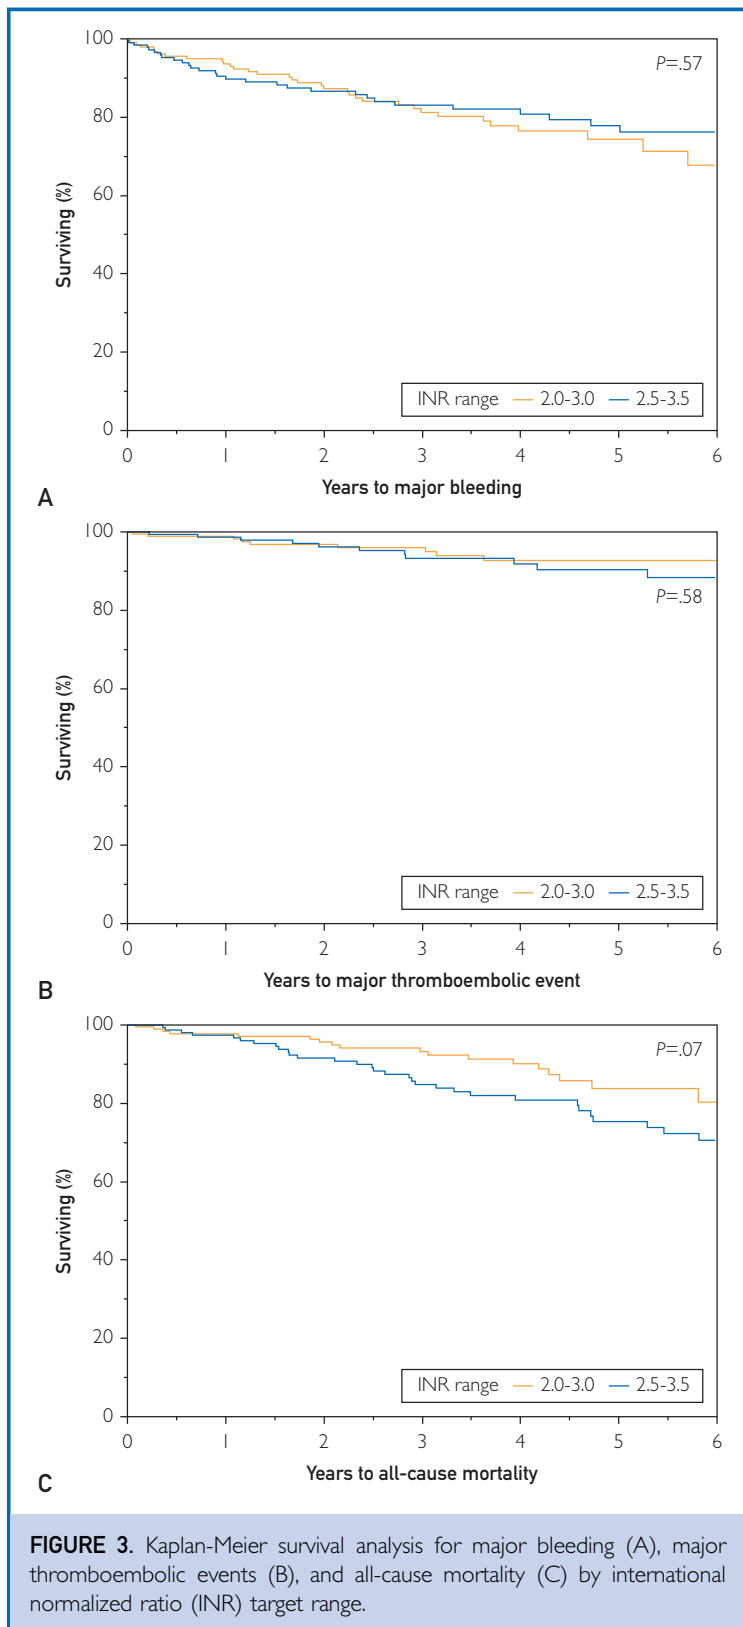 100
80
60
40
20
0
Surviving (%)
P=.57
INR range 2.0-3.0 2.5-3.5
0 1 2 3 4 5 6
Years to major bleeding
A
100
80
60
40
20
0
Surviving (%)
P=.58
INR range 2.0-3.0 2.5-3.5
0 1 2 3 4 5 6
Years to major thromboembolic event
B
100
80
60
40
20
0
Surviving (%)
P=.07
INR range 2.0-3.0 2.5-3.5
0 1 2 3 4 5 6
Years to all-cause mortality
C
FIGURE 3. Kaplan-Meier survival analysis for major bleeding (A), major
thromboembolic events (B), and all-cause mortality (C) by international
normalized ratio (INR) target range.